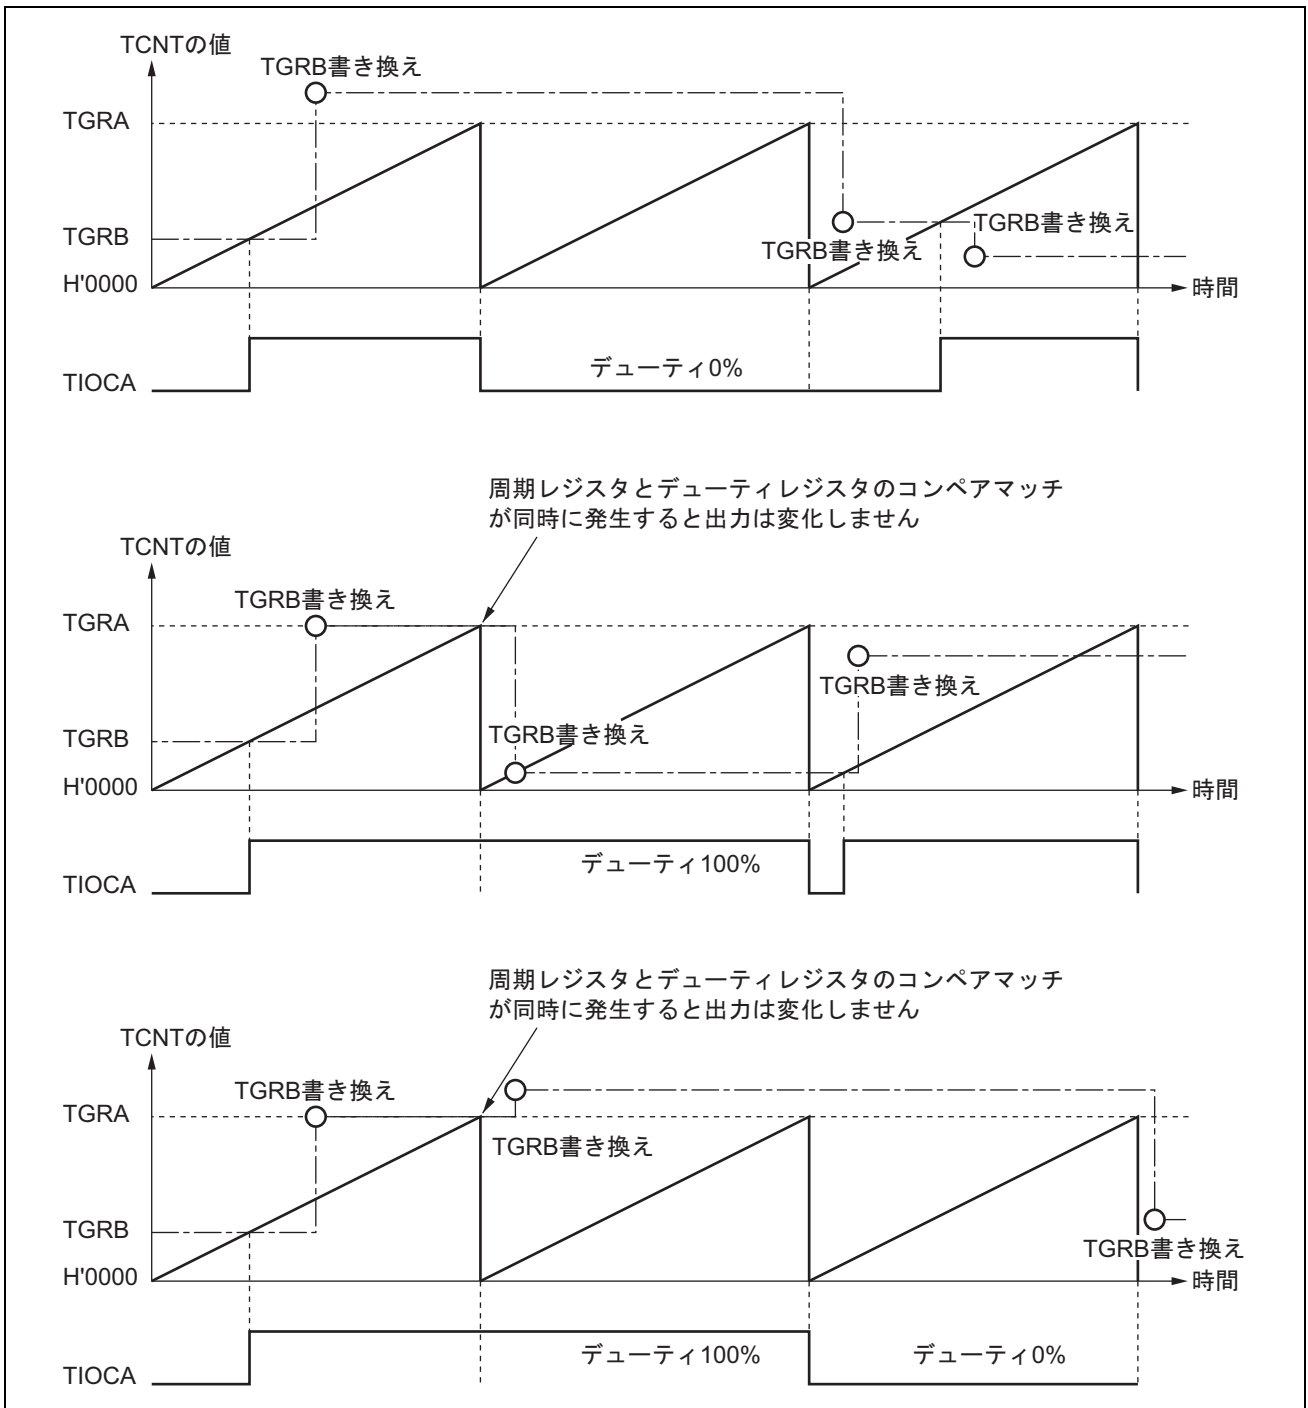 TCNTの値
TGRB書き換え
TGRA
TGRB書き換え
TGRB
TGRB書き換え
H'0000
時間
デューティ0%
TIOCA
周期レジスタとデューティレジスタのコンペアマッチ
が同時に発生すると出力は変化しません
TCNTの値
TGRB書き換え
TGRA
TGRB書き換え
TGRB書き換え
TGRB
H'0000
時間
デューティ100%
TIOCA
周期レジスタとデューティレジスタのコンペアマッチ
が同時に発生すると出力は変化しません
TCNTの値
TGRB書き換え
TGRA
TGRB書き換え
TGRB
TGRB書き換え
H'0000
時間
デューティ100%
デューティ0%
TIOCA